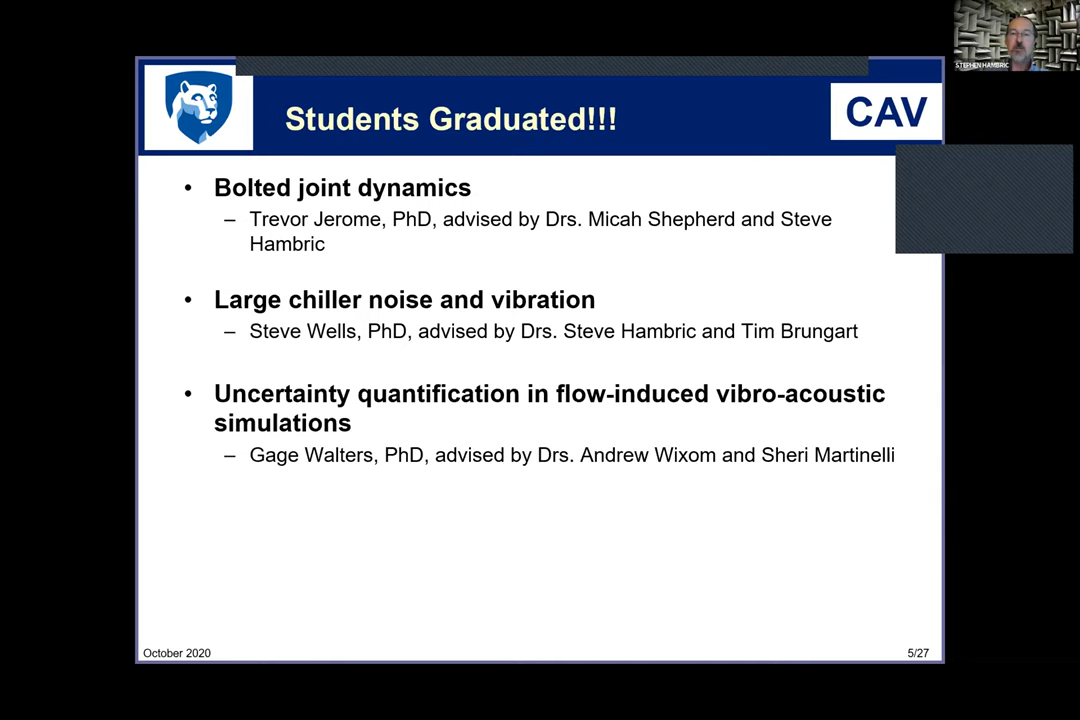 STEPHEN HAMBRIC
Students Graduated!!!
CAV
• Bolted joint dynamics
– Trevor Jerome, PhD, advised by Drs. Micah Shepherd and Steve
Hambric
• Large chiller noise and vibration
– Steve Wells, PhD, advised by Drs. Steve Hambric and Tim Brungart
• Uncertainty quantification in flow-induced vibro-acoustic
simulations
– Gage Walters, PhD, advised by Drs. Andrew Wixom and Sheri Martinelli
October 2020
5/27